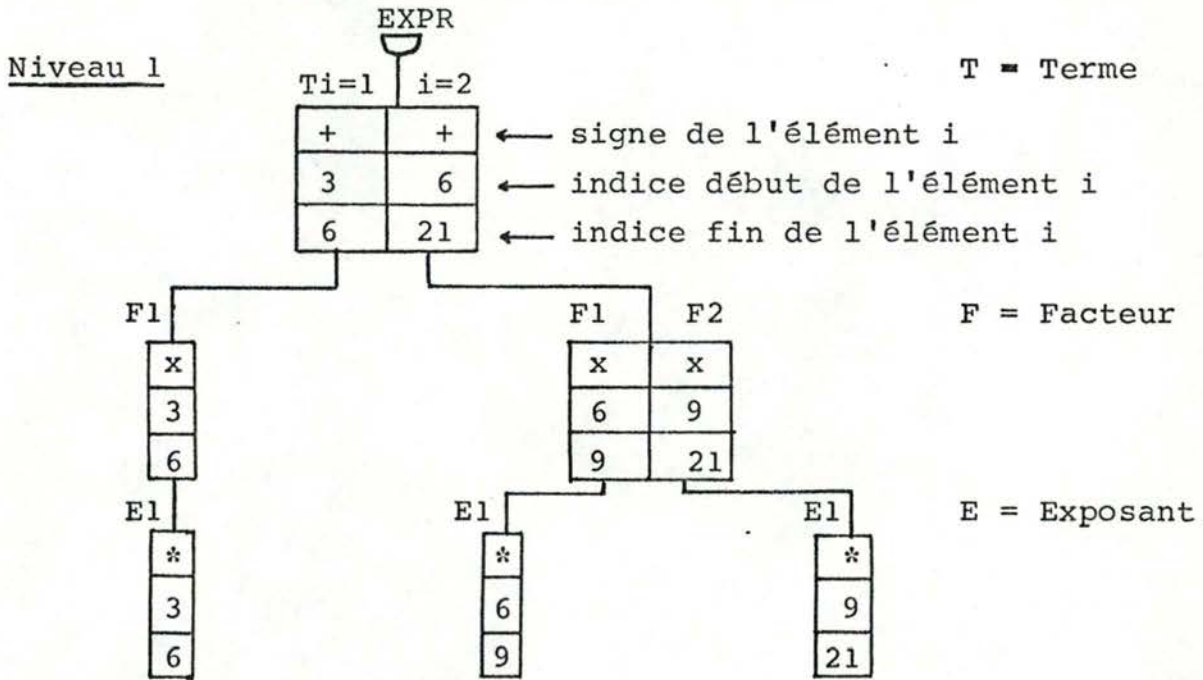 EXPR
Niveau 1
T = Terme
Ti=1 i=2
+ + ← signe de l'élément i
3 6 ← indice début de l'élément i
6 21 ← indice fin de l'élément i
F1 F1 F2 F = Facteur
x x x
3 6 9
6 9 21
E1 E1 E1 E = Exposant
* * *
3 6 9
6 9 21